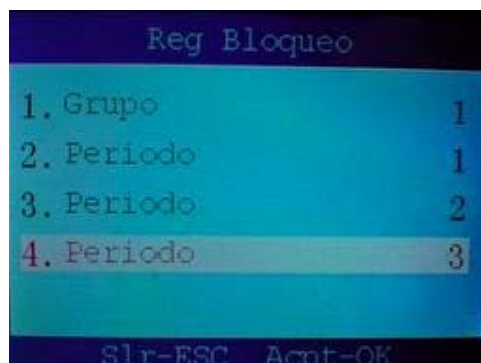 Reg Bloqueo
1. Grupo 1
2. Periodo 1
3. Periodo 2
4. Periodo 3
Slr-ESC Acpt-OK